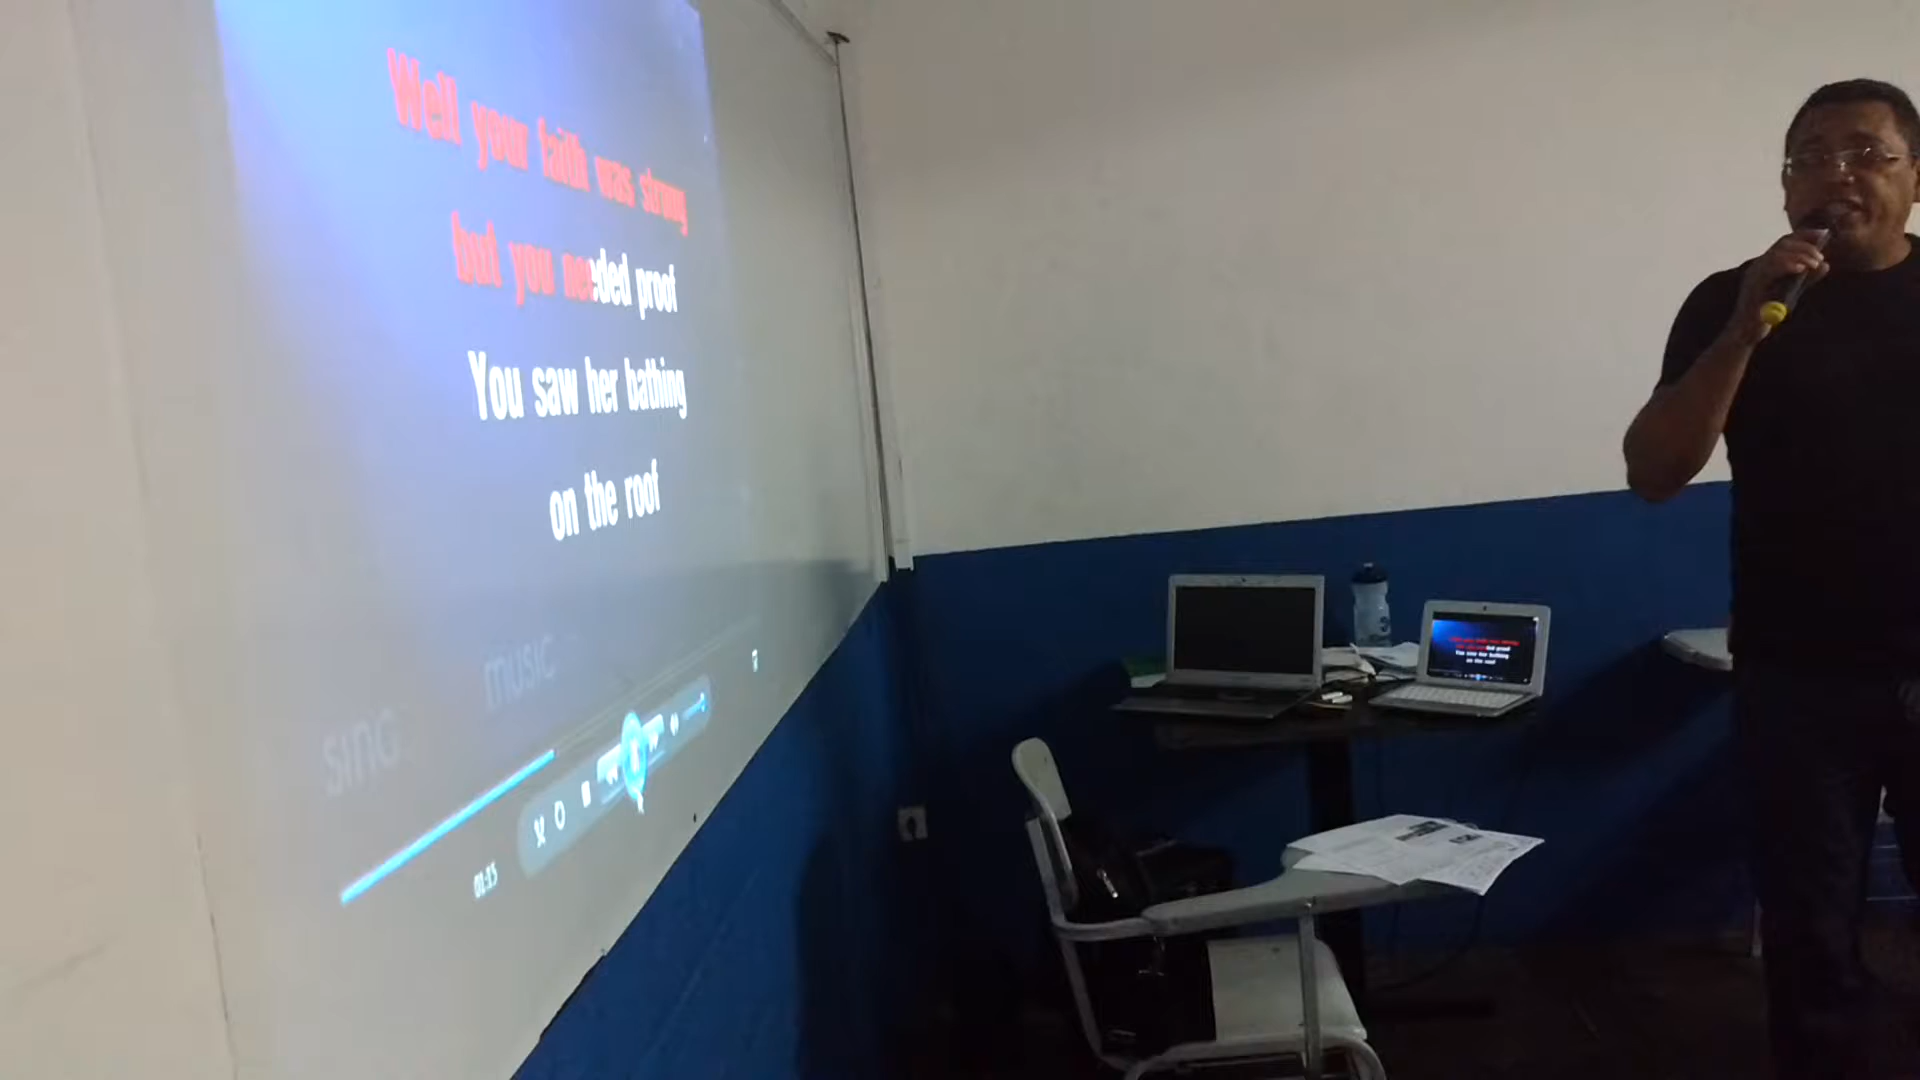 Well your faith was strong
but you needed proof
You saw her bathing
on the roof
music
sing
01:15